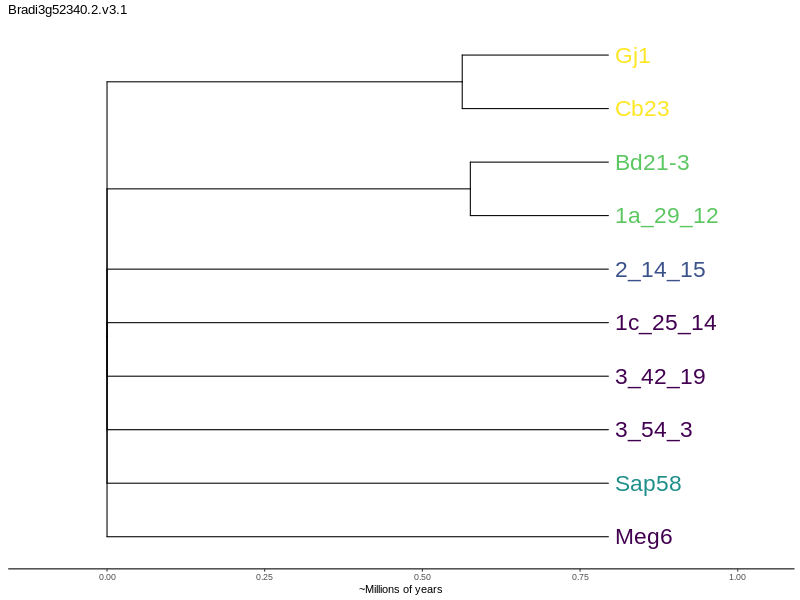 Bradi3g52340.2.v3.1
Gj1
Cb23
Bd21-3
1a_29_12
2_14_15
1c_25_14
3_42_19
3_54_3
Sap58
Meg6
0.00 0.25 0.50 0.75 1.00
~Millions of years